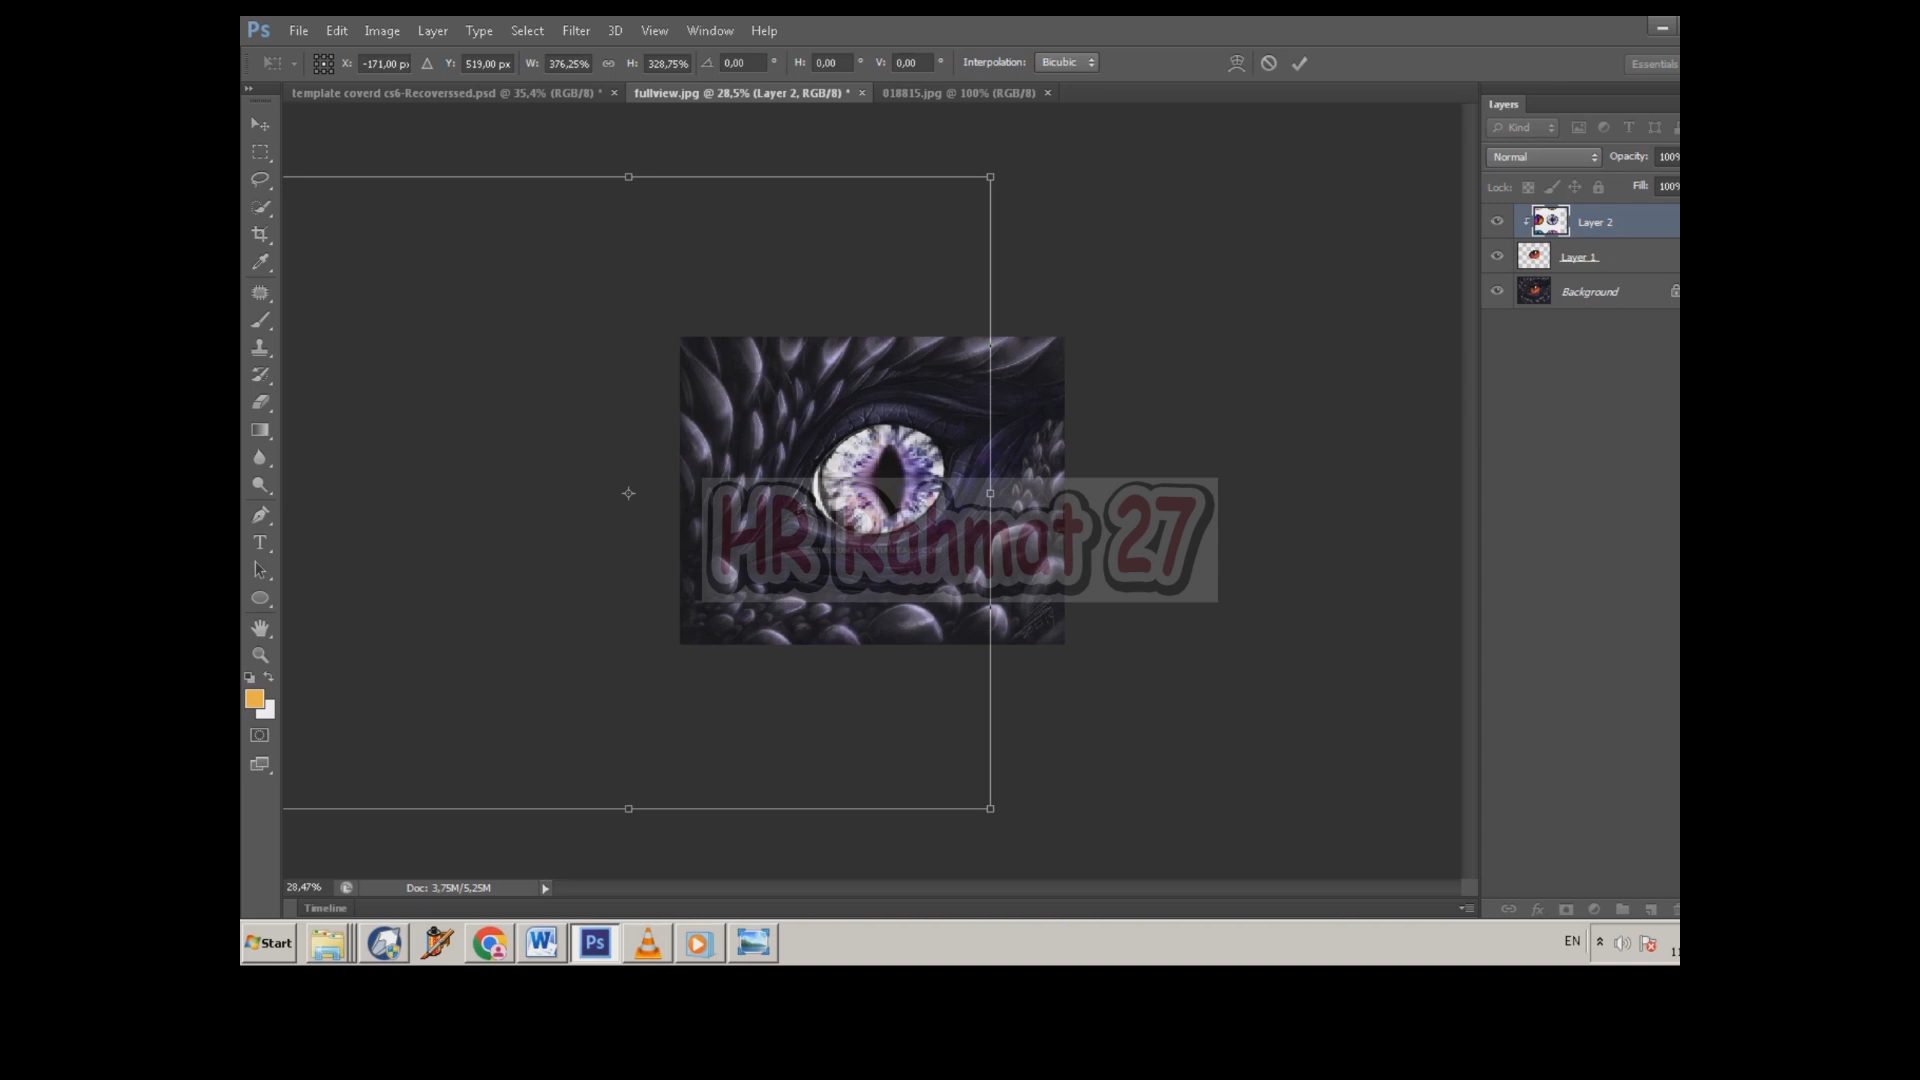 Ps File Edit Image Layer Type Select Filter 3D View Window Help
X: -171,00 px Y: 519,00 px W: 376,25% H: 328,75% 0,00 ° H: 0,00 ° V: 0,00 ° Interpolation: Bicubic Essentials
template coverd cs6-Recoverssed.psd @ 35,4% (RGB/8) * × fullview.jpg @ 28,5% (Layer 2, RGB/8) * × 018815.jpg @ 100% (RGB/8) ×
Layers
Kind
Normal Opacity: 100%
Lock: Fill: 100%
Layer 2
Layer 1
Background
HR Rahmat 27
28,47% Doc: 3,75M/5,25M
Timeline
Start W Ps EN